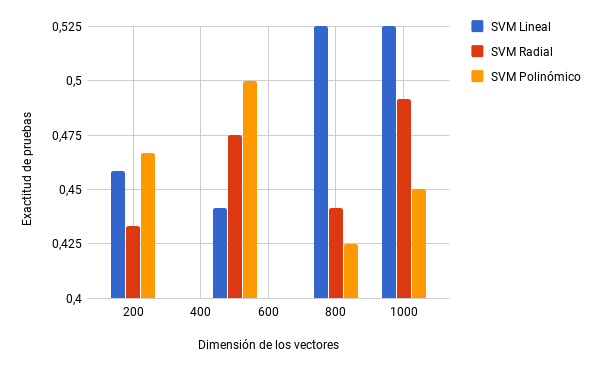 0,525
0,5
0,475
0,45
0,425
0,4
Exactitud de pruebas
200
400
600
800
1000
Dimensión de los vectores
SVM Lineal
SVM Radial
SVM Polinómico